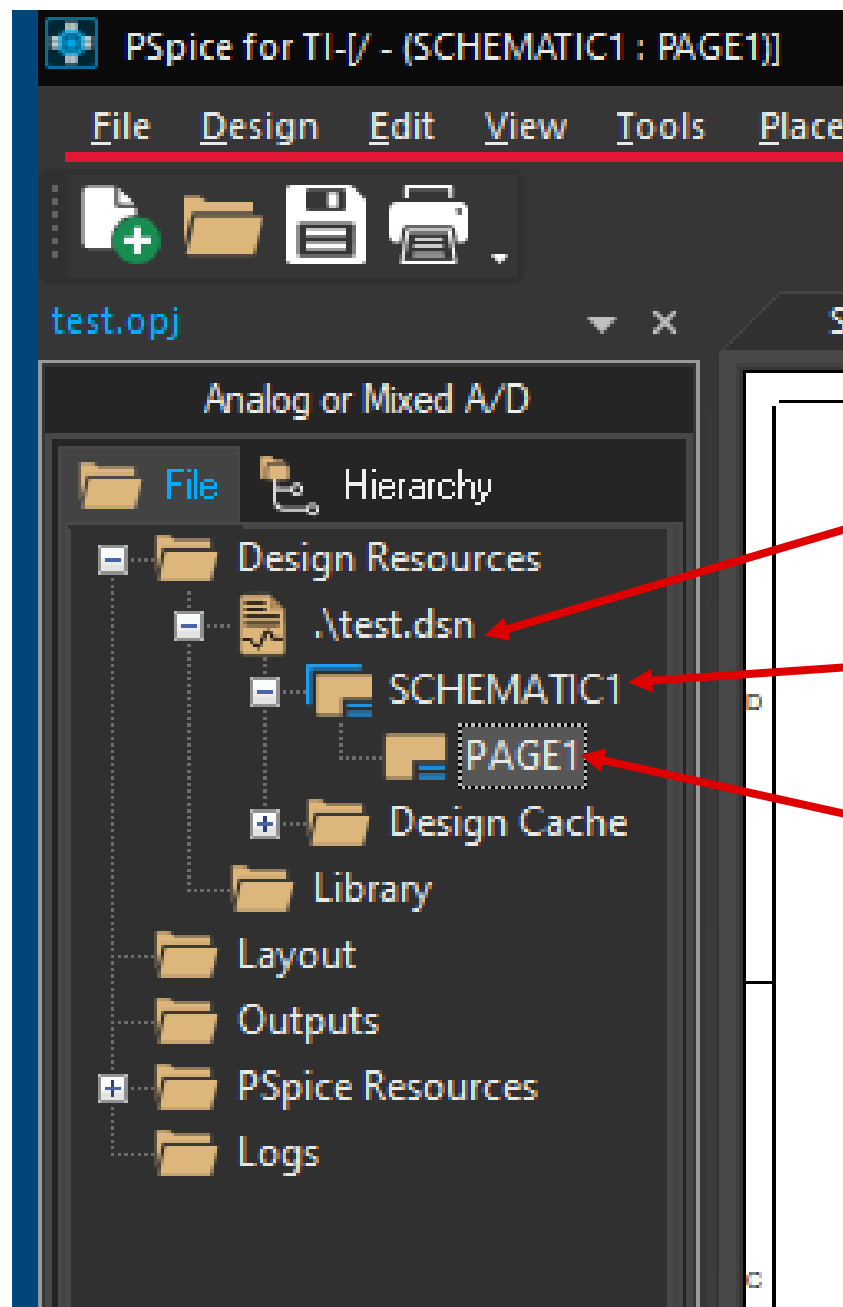 PSpice for TI-[/ - (SCHEMATIC1 : PAGE1)]
File Design Edit View Tools Place
test.opj
S
Analog or Mixed A/D
File Hierarchy
Design Resources
.\test.dsn
SCHEMATIC1
D
PAGE1
Design Cache
Library
Layout
Outputs
PSpice Resources
Logs
C